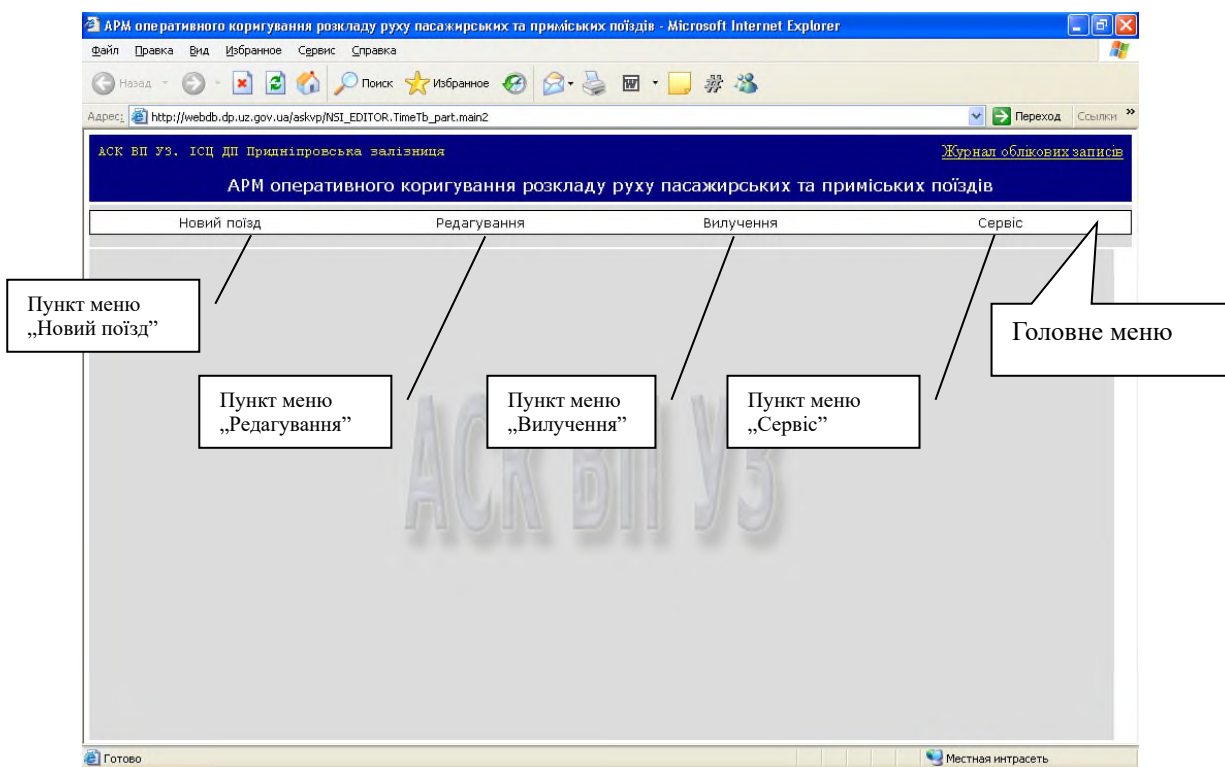 АРМ оперативного коригування розкладу руху пасажирських та приміських поїздів - Microsoft Internet Explorer
Файл Правка Вид Избранное Сервис Справка
Назад Поиск Избранное
Адрес: http://webdb.dp.uz.gov.ua/askvp/NSI_EDITOR.TimeTb_part.main2 Переход Ссылки »
АСК ВП УЗ. ІСЦ ДП Придніпровська залізниця Журнал облікових записів
АРМ оперативного коригування розкладу руху пасажирських та приміських поїздів
Новий поїзд Редагування Вилучення Сервіс
Пункт меню
„Новий поїзд”
Головне меню
Пункт меню
„Редагування”
Пункт меню
„Вилучення”
Пункт меню
„Сервіс”
АСК ВП УЗ
Готово Местная интрасеть